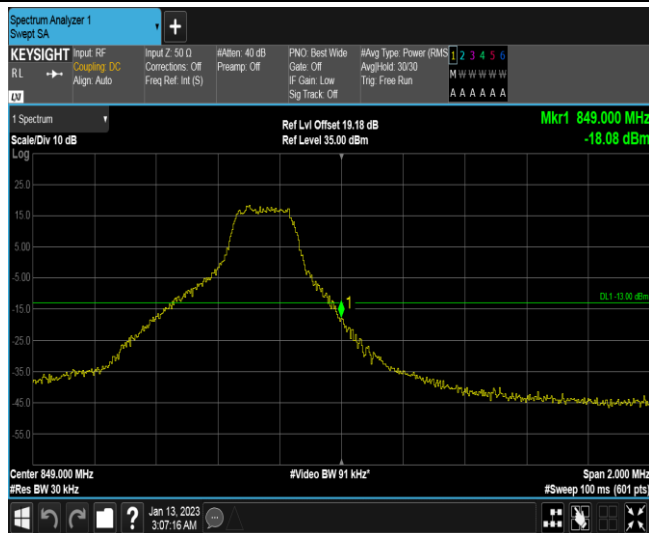 Spectrum Analyzer 1
Swept SA
KEYSIGHT
RL
Input: RF
Coupling: DC
Align: Auto
Input Z: 50 Ω
Corrections: Off
Freq Ref: Int (S)
#Atten: 40 dB
Preamp: Off
PNO: Best Wide
Gate: Off
IF Gain: Low
Sig Track: Off
#Avg Type: Power (RMS
Avg|Hold: 30/30
Trig: Free Run
1 2 3 4 5 6
M W W W W W
A A A A A A
1 Spectrum
Scale/Div 10 dB
Log
Ref Lvl Offset 19.18 dB
Ref Level 35.00 dBm
Mkr1 849.000 MHz
-18.08 dBm
25.0
15.0
5.00
-5.00
-15.0
-25.0
-35.0
-45.0
-55.0
1
DL1 -13.00 dBm
Center 849.000 MHz
#Res BW 30 kHz
#Video BW 91 kHz*
Span 2.000 MHz
#Sweep 100 ms (601 pts)
?
Jan 13, 2023
3:07:16 AM